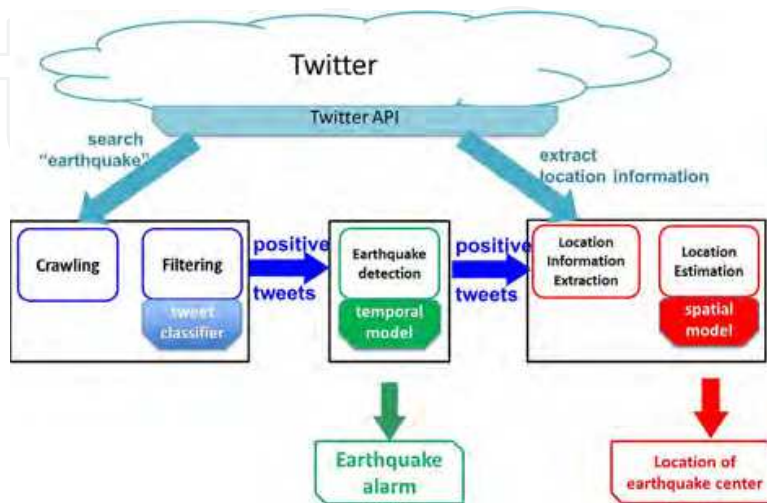 Twitter
Twitter API
search
"earthquake"
extract
location information
Crawling
Filtering
tweet
classifier
positive
tweets
Earthquake
detection
temporal
model
positive
tweets
Location
Information
Extraction
Location
Estimation
spatial
model
Earthquake
alarm
Location of
earthquake center